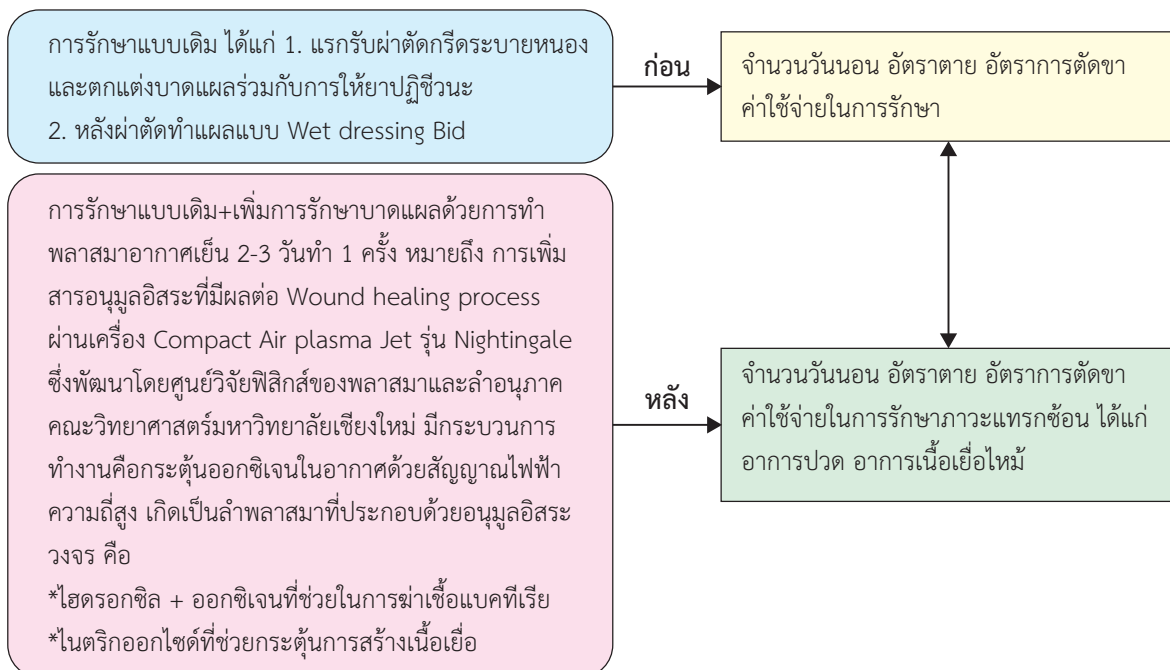 การรักษาแบบเดิม ได้แก่ 1. แรกรับผ่าตัดกรีดระบายหนอง
และตกแต่งบาดแผลร่วมกับการให้ยาปฏิชีวนะ
2. หลังผ่าตัดทำแผลแบบ Wet dressing Bid
ก่อน
จำนวนวันนอน อัตราตาย อัตราการตัดขา
ค่าใช้จ่ายในการรักษา
การรักษาแบบเดิม+เพิ่มการรักษาบาดแผลด้วยการทำ
พลาสมาอากาศเย็น 2-3 วันทำ 1 ครั้ง หมายถึง การเพิ่ม
สารอนุมูลอิสระที่มีผลต่อ Wound healing process
ผ่านเครื่อง Compact Air plasma Jet รุ่น Nightingale
ซึ่งพัฒนาโดยศูนย์วิจัยฟิสิกส์ของพลาสมาและลำอนุภาค
คณะวิทยาศาสตร์มหาวิทยาลัยเชียงใหม่ มีกระบวนการ
ทำงานคือกระตุ้นออกซิเจนในอากาศด้วยสัญญาณไฟฟ้า
ความถี่สูง เกิดเป็นลำพลาสมาที่ประกอบด้วยอนุมูลอิสระ
วงจร คือ
*ไฮดรอกซิล + ออกซิเจนที่ช่วยในการฆ่าเชื้อแบคทีเรีย
*ไนตริกออกไซด์ที่ช่วยกระตุ้นการสร้างเนื้อเยื่อ
หลัง
จำนวนวันนอน อัตราตาย อัตราการตัดขา
ค่าใช้จ่ายในการรักษาภาวะแทรกซ้อน ได้แก่
อาการปวด อาการเนื้อเยื่อไหม้